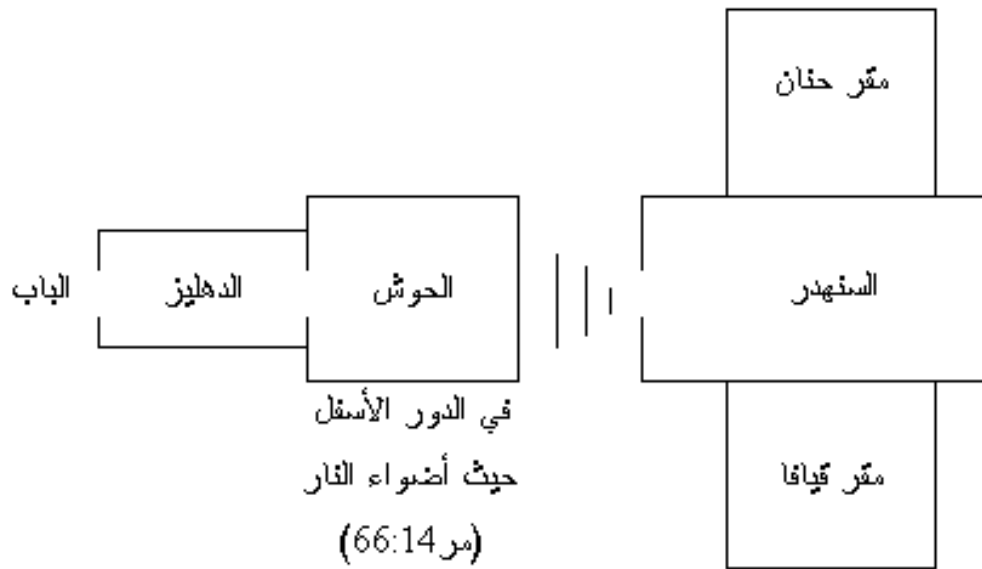 مقر حنان
السنهدر
الحوش
الدهليز
الباب
في الدور الأسفل
حيث أضواء النار
(مر66:14)
مقر قيافا